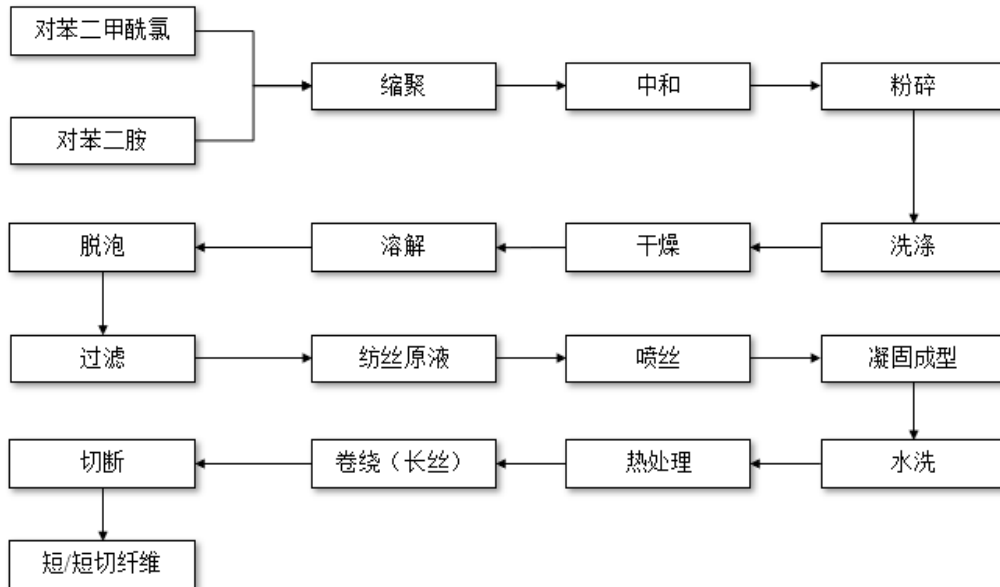 对苯二甲酰氯
对苯二胺
缩聚
中和
粉碎
洗涤
干燥
溶解
脱泡
过滤
纺丝原液
喷丝
凝固成型
水洗
热处理
卷绕（长丝）
切断
短/短切纤维